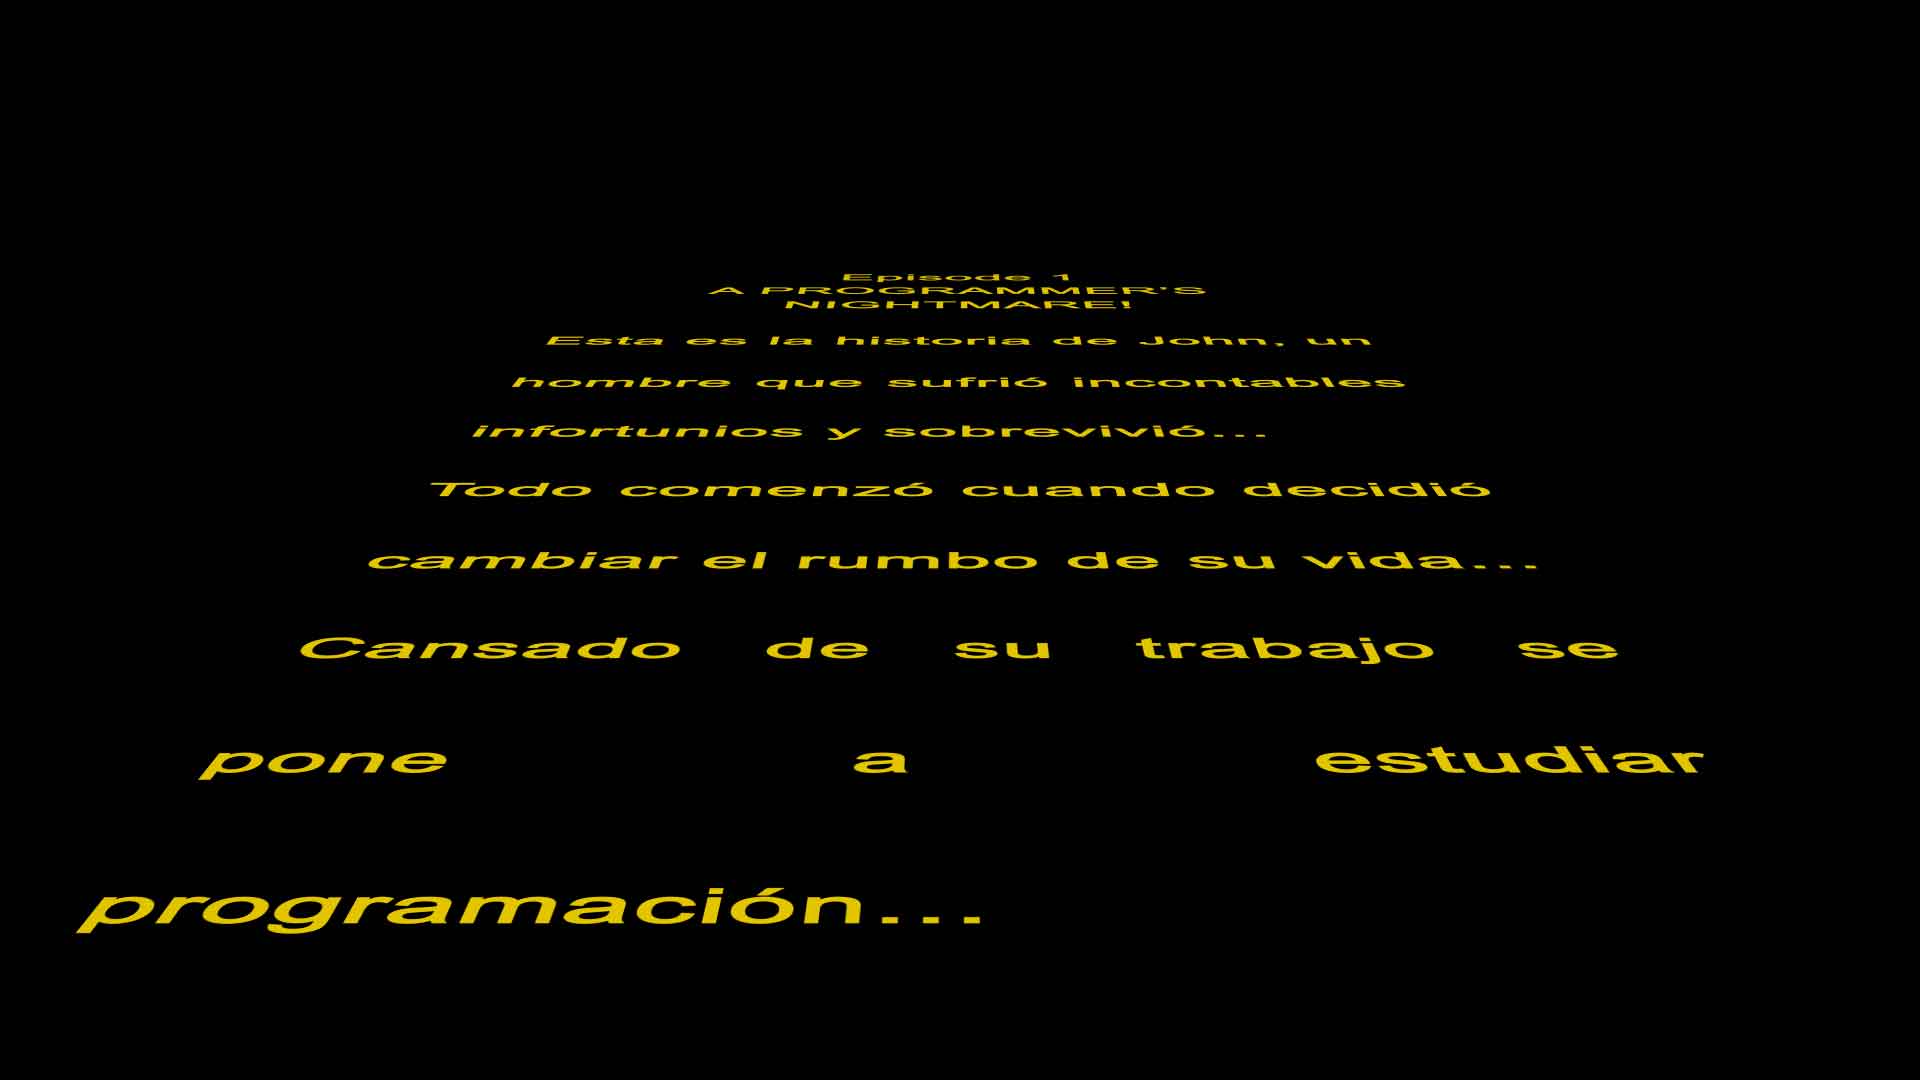 Episode 1
A PROGRAMMER'S
NIGHTMARE!
Esta es la historia de John, un
hombre que sufrió incontables
infortunios y sobrevivió...
Todo comenzó cuando decidió
cambiar el rumbo de su vida...
Cansado de su trabajo se
pone a estudiar
programación...